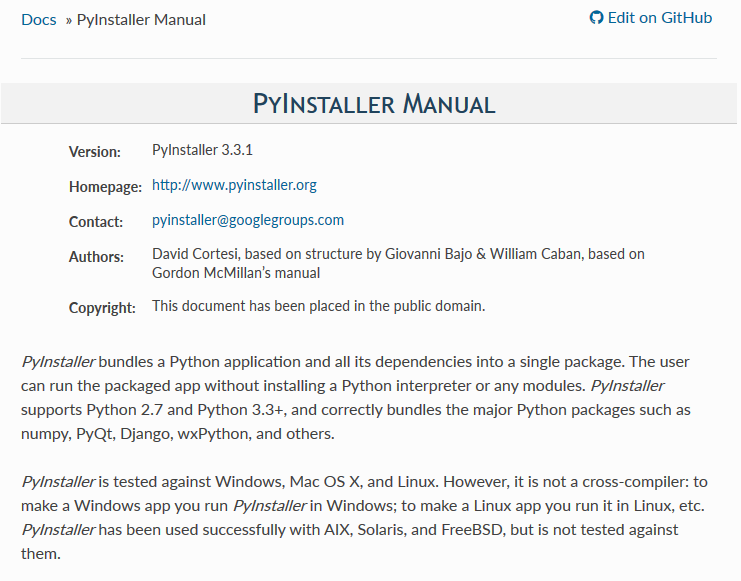 Docs » PyInstaller Manual
Edit on GitHub
PyInstaller Manual
Version: PyInstaller 3.3.1
Homepage: http://www.pyinstaller.org
Contact: pyinstaller@googlegroups.com
Authors: David Cortesi, based on structure by Giovanni Bajo & William Caban, based on
Gordon McMillan’s manual
Copyright: This document has been placed in the public domain.
PyInstaller bundles a Python application and all its dependencies into a single package. The user
can run the packaged app without installing a Python interpreter or any modules. PyInstaller
supports Python 2.7 and Python 3.3+, and correctly bundles the major Python packages such as
numpy, PyQt, Django, wxPython, and others.
PyInstaller is tested against Windows, Mac OS X, and Linux. However, it is not a cross-compiler: to
make a Windows app you run PyInstaller in Windows; to make a Linux app you run it in Linux, etc.
PyInstaller has been used successfully with AIX, Solaris, and FreeBSD, but is not tested against
them.